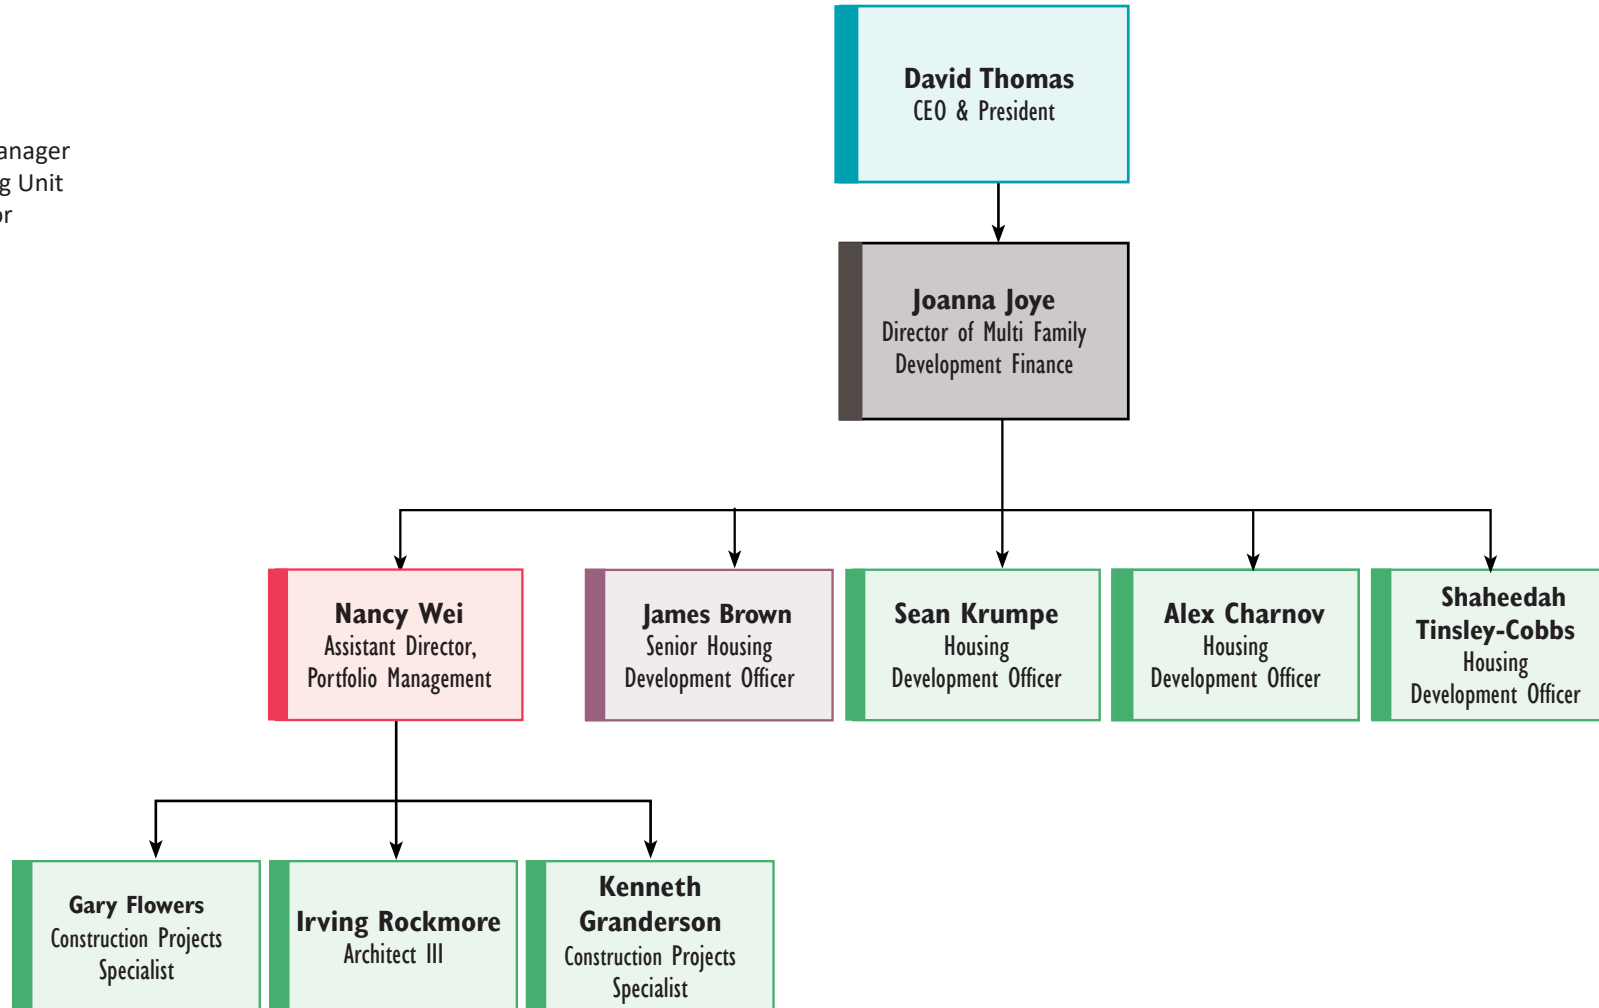 David Thomas
CEO & President
anager
g Unit
or
Joanna Joye
Director of Multi Family
Development Finance
Nancy Wei
Assistant Director,
Portfolio Management
James Brown
Senior Housing
Development Officer
Sean Krumpe
Housing
Development Officer
Alex Charnov
Housing
Development Officer
Shaheedah
Tinsley-Cobbs
Housing
Development Officer
Gary Flowers
Construction Projects
Specialist
Irving Rockmore
Architect III
Kenneth
Granderson
Construction Projects
Specialist